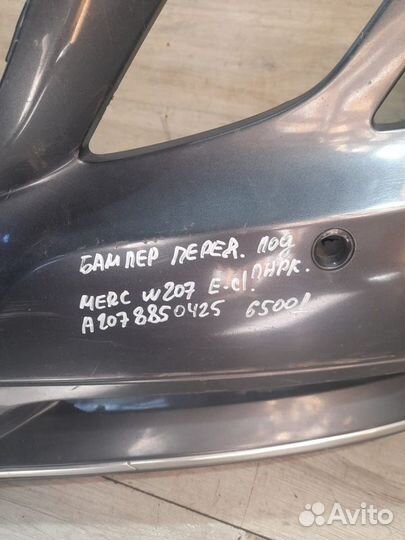 БАМПЕР ПЕРЕД. ПОД
ПАРК.
MERC W207 E-Cl.
A2078850425 6500
Avito